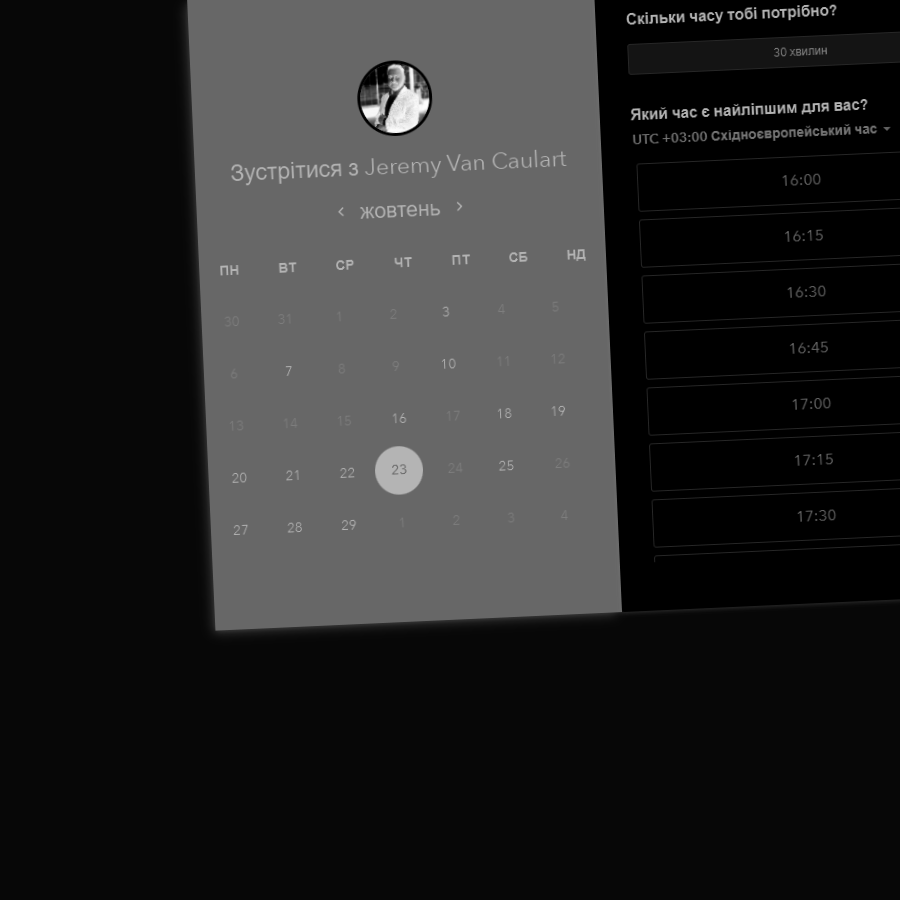 Зустрітися з Jeremy Van Caulart
жовтень
ПН ВТ СР ЧТ ПТ СБ НД
30 31 1 2 3 4 5
6 7 8 9 10 11 12
13 14 15 16 17 18 19
20 21 22 23 24 25 26
27 28 29 1 2 3 4
Скільки часу тобі потрібно?
30 хвилин
Який час є найліпшим для вас?
UTC +03:00 Східноєвропейський час
16:00
16:15
16:30
16:45
17:00
17:15
17:30